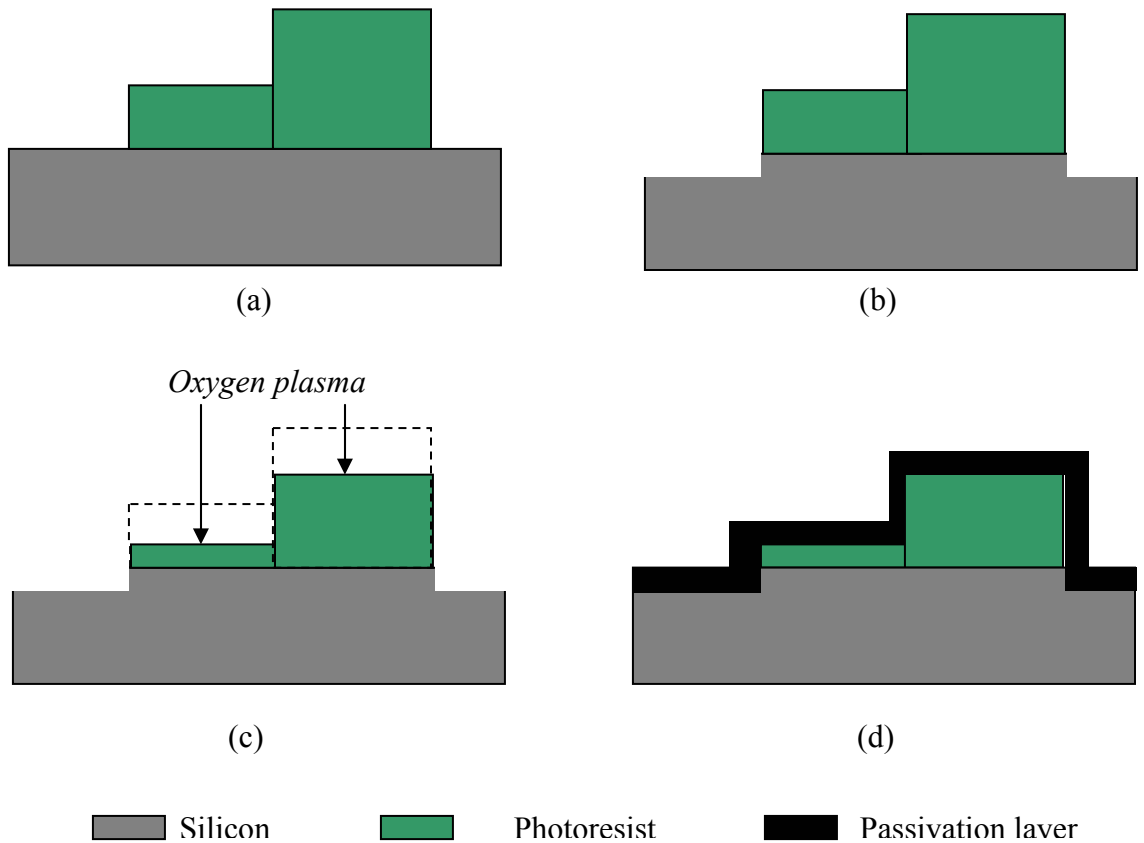 (a) (b)
Oxygen plasma
(c) (d)
Silicon Photoresist Passivation layer